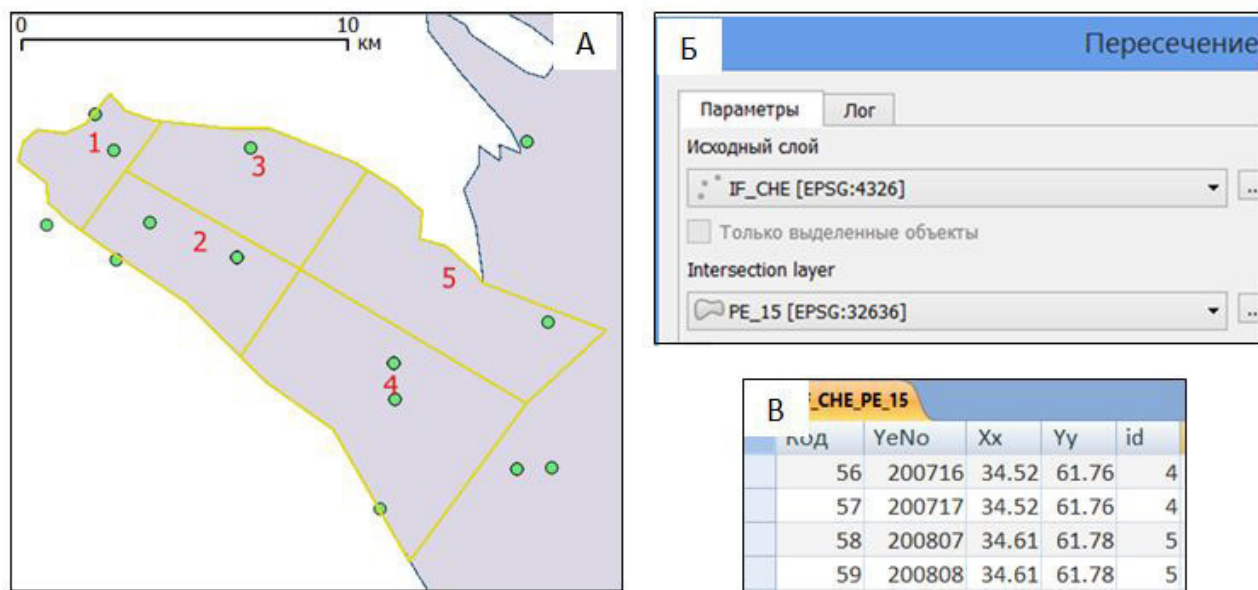 0 10
км
А
1
3
2
5
4
Б
Пересечение
Параметры Лог
Исходный слой
IF_CHE [EPSG:4326]
...
Только выделенные объекты
Intersection layer
PE_15 [EPSG:32636]
...
В
_CHE_PE_15
Код YeNo Xx Yy id
56 200716 34.52 61.76 4
57 200717 34.52 61.76 4
58 200807 34.61 61.78 5
59 200808 34.61 61.78 5